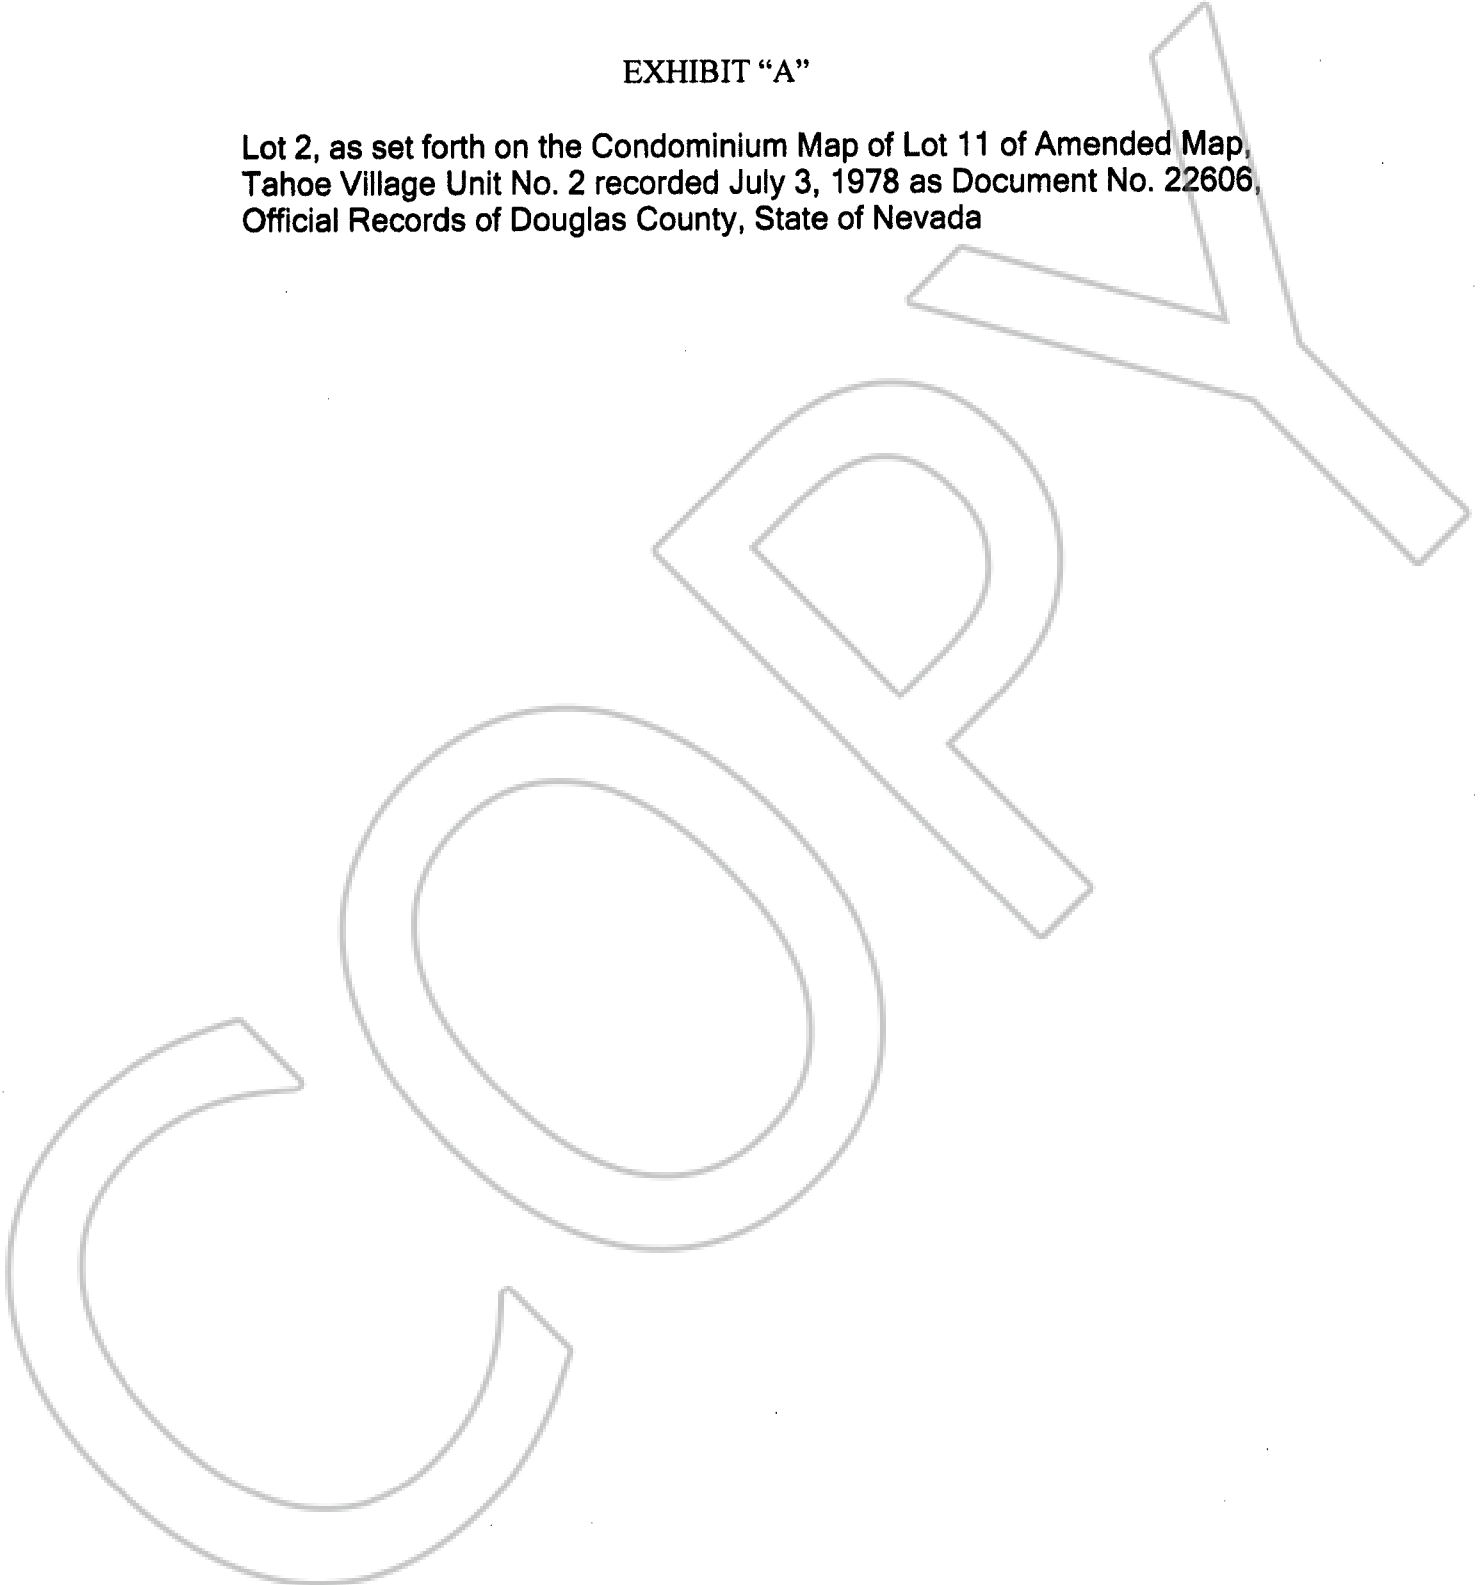 EXHIBIT “A”
Lot 2, as set forth on the Condominium Map of Lot 11 of Amended Map,
Tahoe Village Unit No. 2 recorded July 3, 1978 as Document No. 22606,
Official Records of Douglas County, State of Nevada
COPY